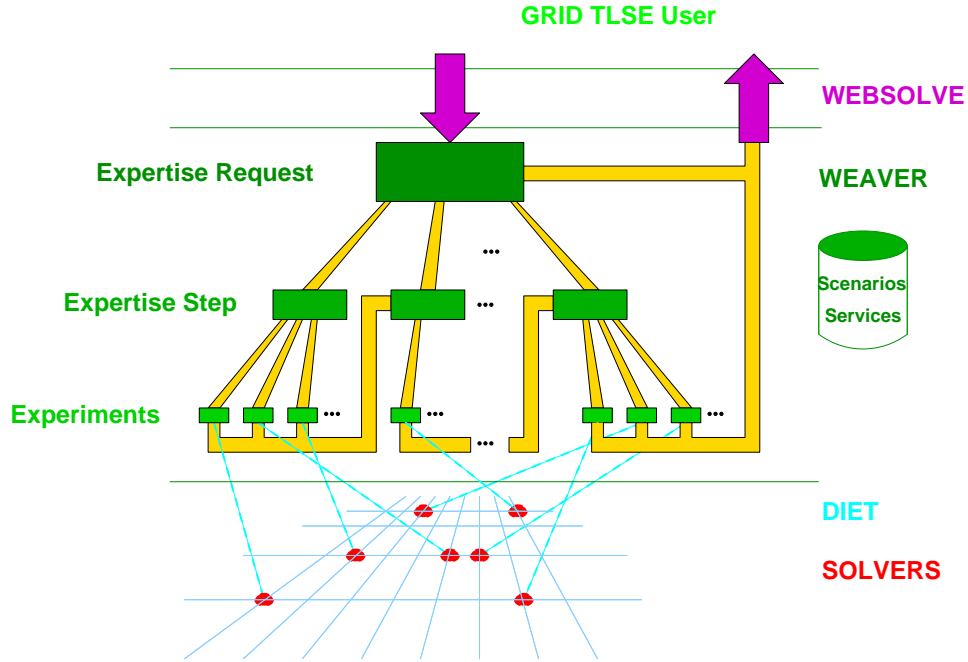 GRID TLSE User
WEBSOLVE
Expertise Request
WEAVER
...
Scenarios
Services
Expertise Step
...
Experiments
...
...
...
...
DIET
SOLVERS